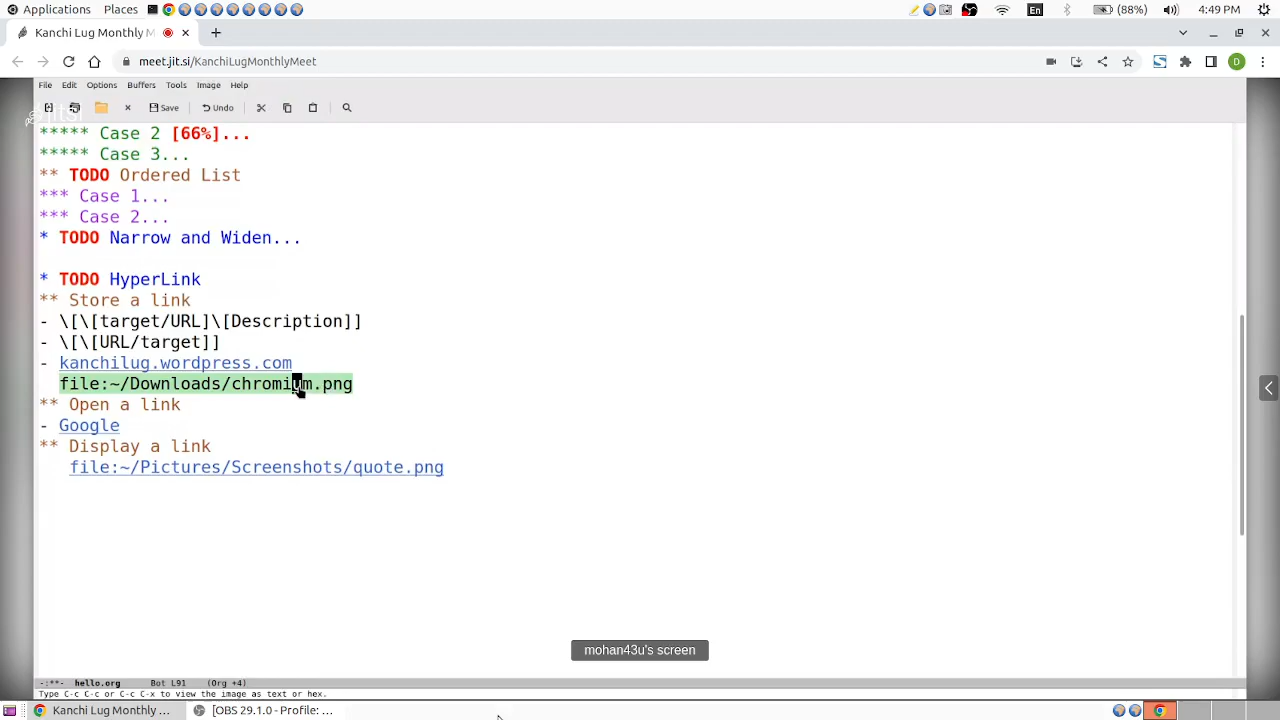 Applications Places En (88%) 4:49 PM
Kanchi Lug Monthly M
meet.jit.si/KanchiLugMonthlyMeet D
File Edit Options Buffers Tools Image Help
jitsi Save Undo
***** Case 2 [66%]...
***** Case 3...
** TODO Ordered List
*** Case 1...
*** Case 2...
* TODO Narrow and Widen...
* TODO HyperLink
** Store a link
- \[\[target/URL]\[Description]]
- \[\[URL/target]]
- kanchilug.wordpress.com
file:~/Downloads/chromium.png
** Open a link
- Google
** Display a link
file:~/Pictures/Screenshots/quote.png
mohan43u's screen
-:**- hello.org Bot L91 (Org +4)
Type C-c C-c or C-c C-x to view the image as text or hex.
Kanchi Lug Monthly ... [OBS 29.1.0 - Profile: ...